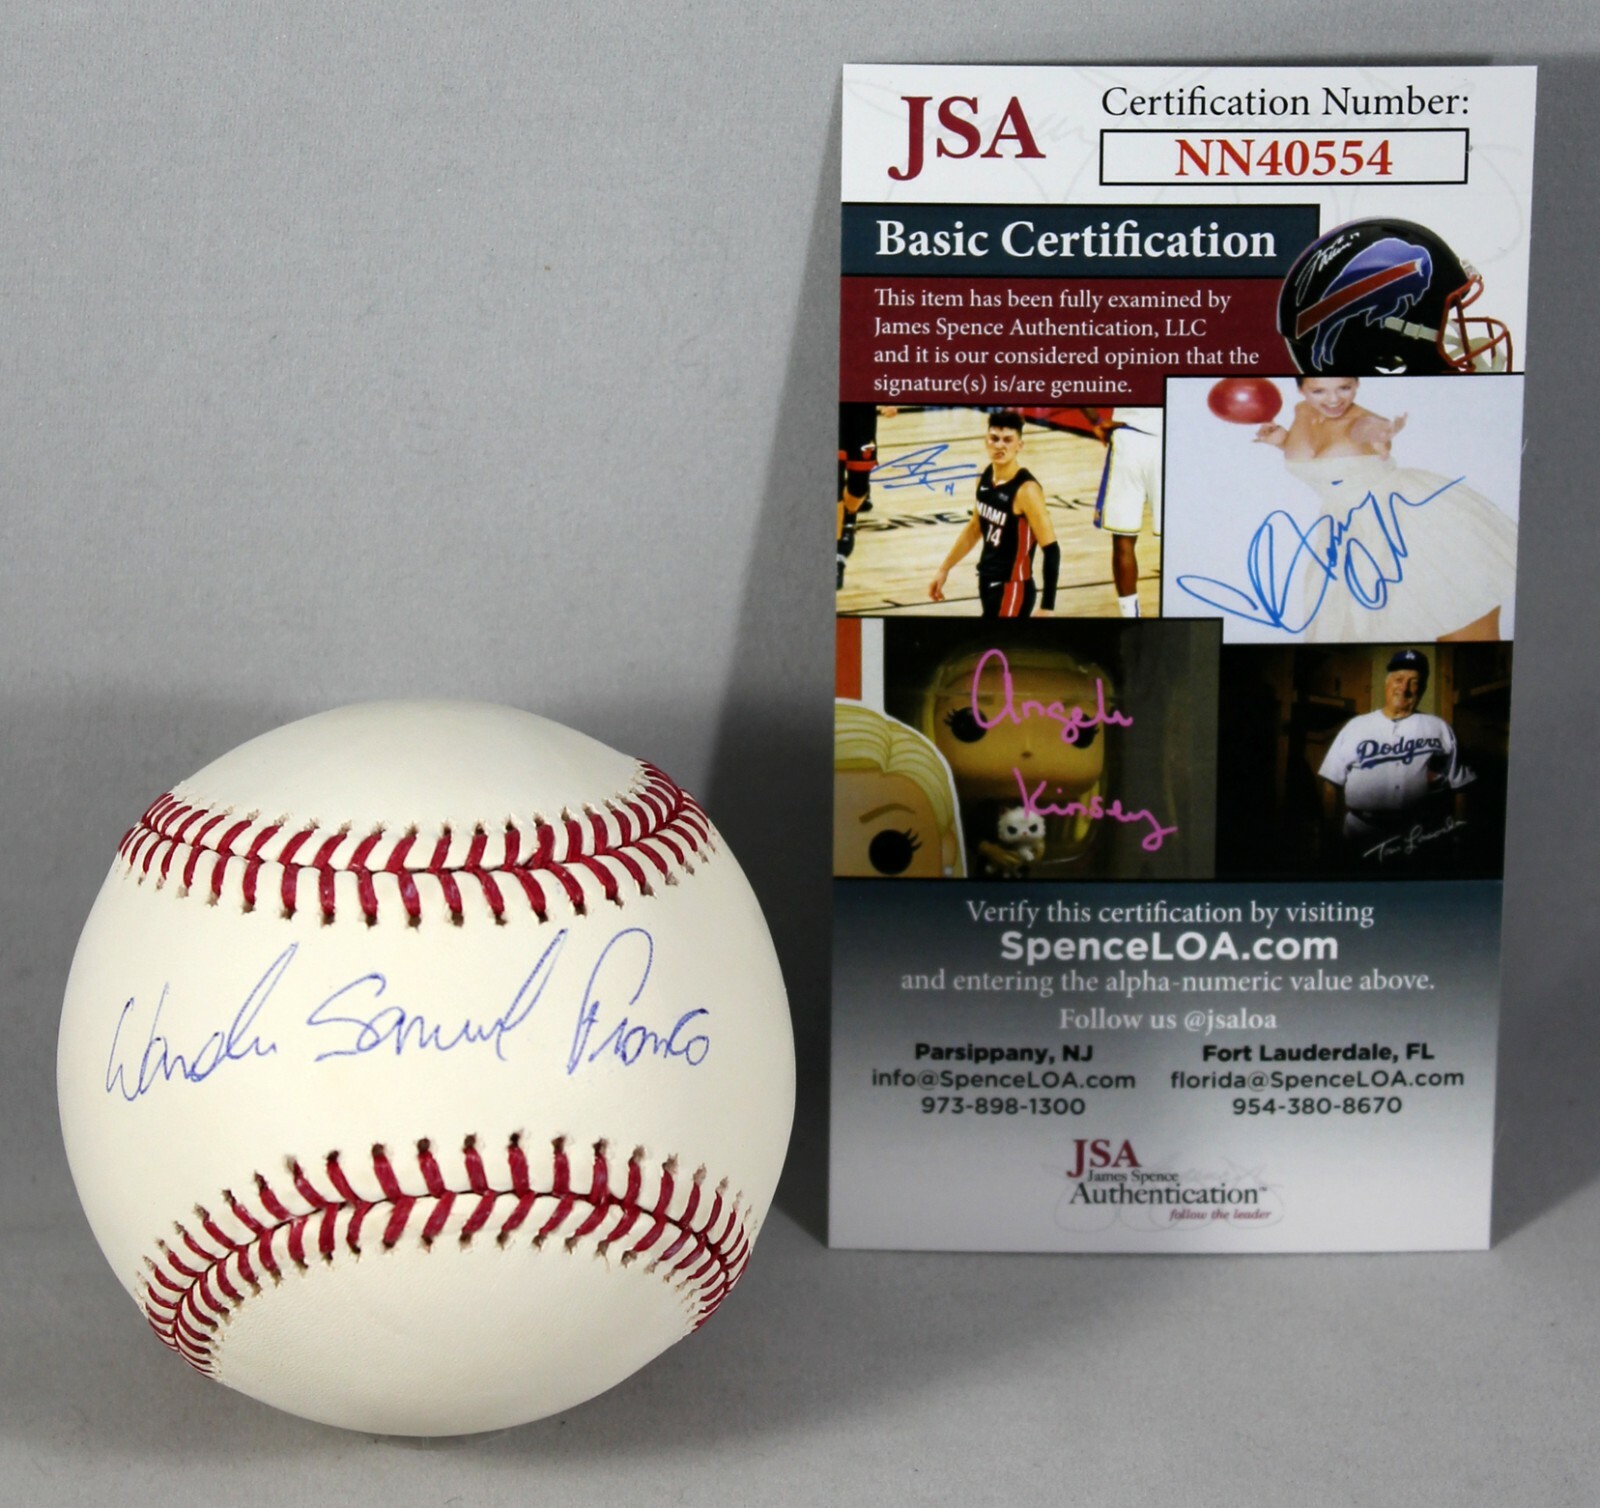 JSA
Certification Number:
NN40554
Basic Certification
This item has been fully examined by
James Spence Authentication, LLC
and it is our considered opinion that the
signature(s) is/are genuine.
MIAMI
14
Angela
Kinsey
Dodgers
Tom Lasorda
Wander Samuel Franco
Verify this certification by visiting
SpenceLOA.com
and entering the alpha-numeric value above.
Follow us @jsaloa
Parsippany, NJ
info@SpenceLOA.com
973-898-1300
Fort Lauderdale, FL
florida@SpenceLOA.com
954-380-8670
JSA
James Spence
Authentication™
follow the leader